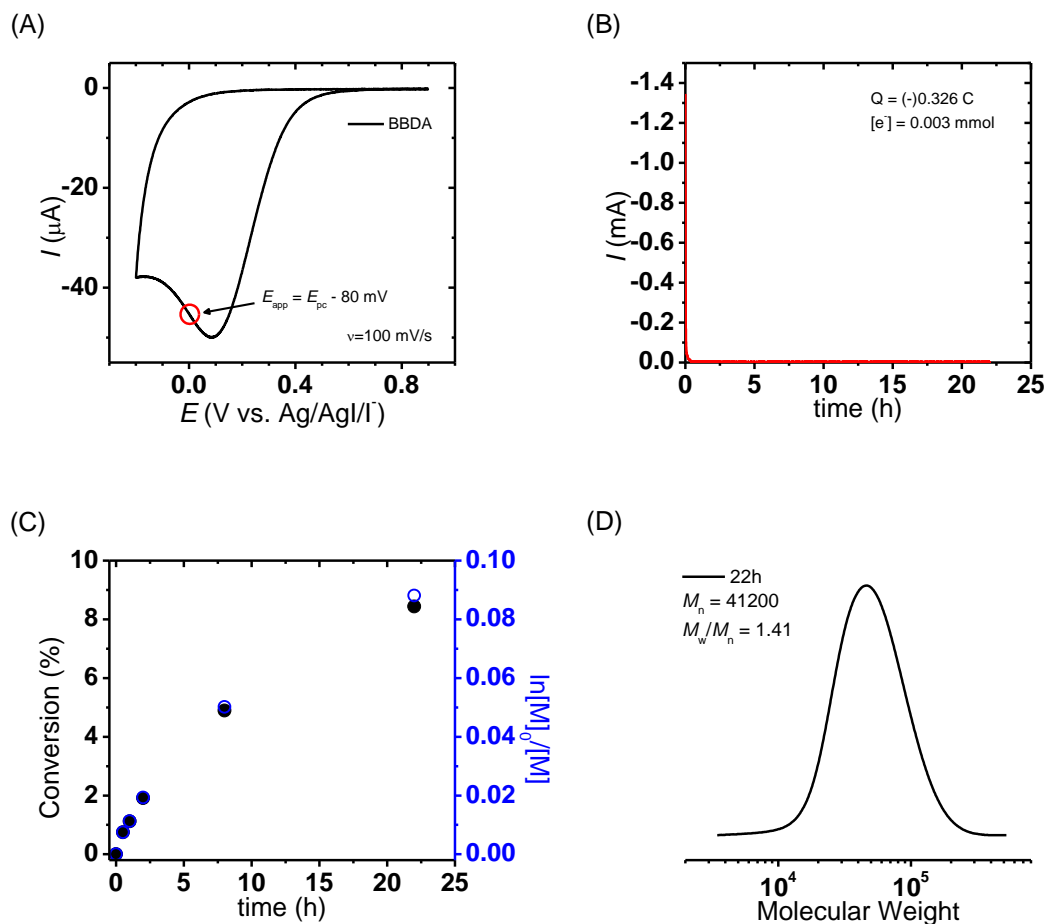 (A)
0
-20
-40
I (µA)
BBDA
E_app = E_pc - 80 mV
ν=100 mV/s
0.0 0.4 0.8
E (V vs. Ag/AgI/I⁻)
(B)
-1.4
-1.2
-1.0
-0.8
-0.6
-0.4
-0.2
0.0
I (mA)
Q = (-)0.326 C
[e⁻] = 0.003 mmol
0 5 10 15 20 25
time (h)
(C)
10
8
6
4
2
0
Conversion (%)
0.10
0.08
0.06
0.04
0.02
0.00
ln[M]₀/[M]
0 5 10 15 20 25
time (h)
(D)
22h
M_n = 41200
M_w/M_n = 1.41
10⁴ 10⁵
Molecular Weight